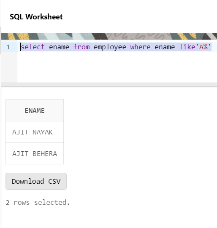 SQL Worksheet
1 select ename from employee where ename like'A%'
ENAME
AJIT NAYAK
AJIT BEHERA
Download CSV
2 rows selected.